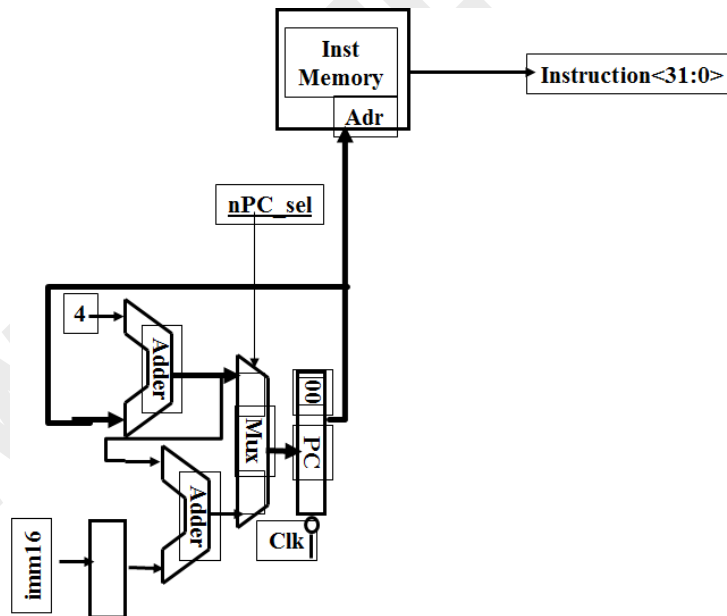 Inst
Memory
Adr
Instruction<31:0>
nPC_sel
4
Adder
00
PC
Mux
Adder
Clk
imm16